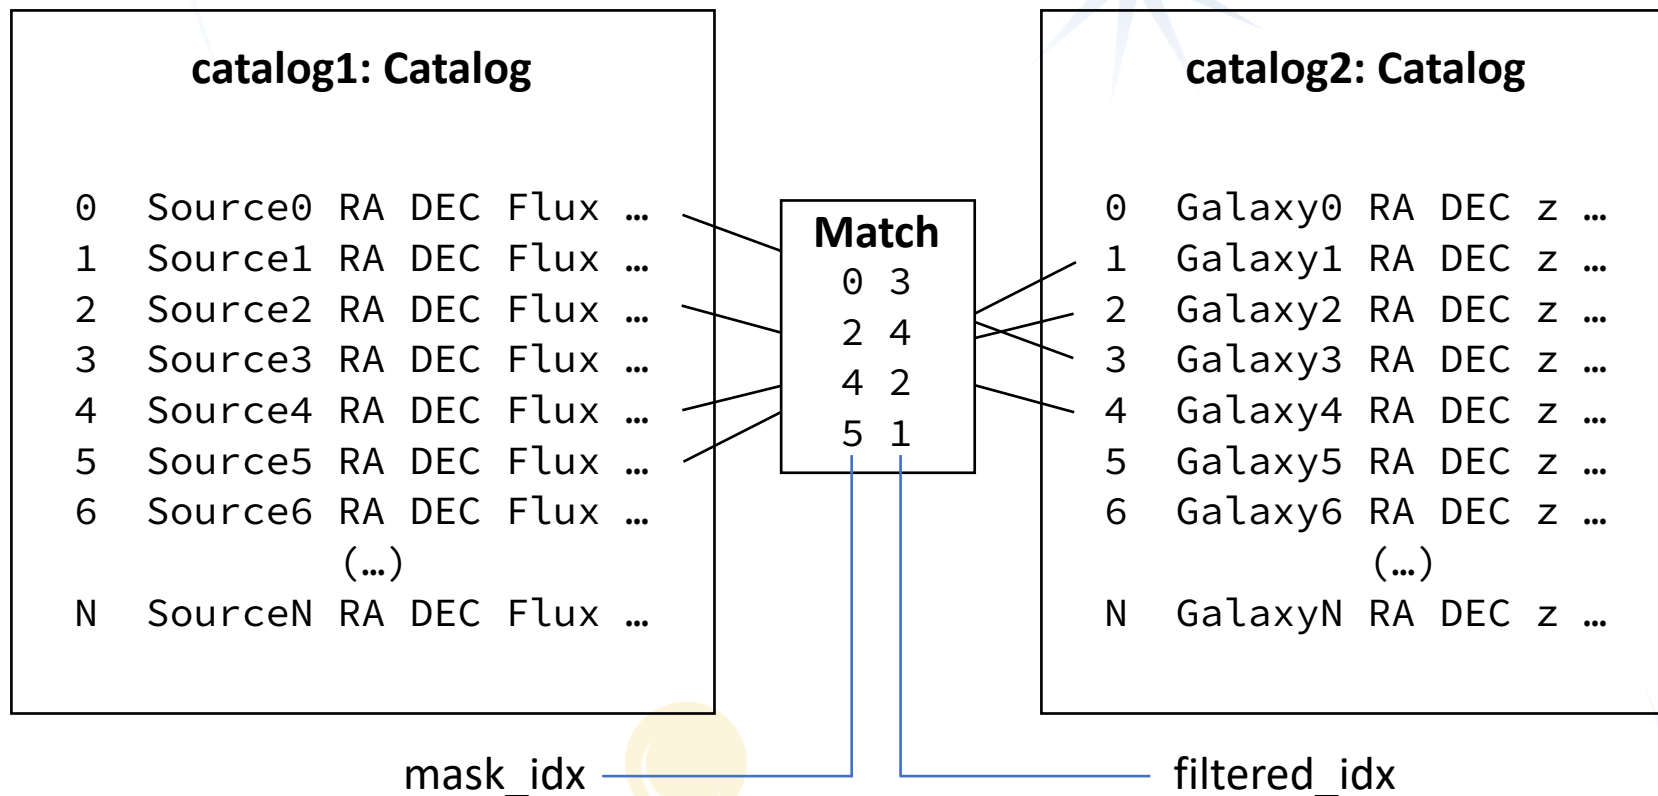 catalog1: Catalog
0 Source0 RA DEC Flux …
1 Source1 RA DEC Flux …
2 Source2 RA DEC Flux …
3 Source3 RA DEC Flux …
4 Source4 RA DEC Flux …
5 Source5 RA DEC Flux …
6 Source6 RA DEC Flux …
(…)
N SourceN RA DEC Flux …
Match
0 3
2 4
4 2
5 1
catalog2: Catalog
0 Galaxy0 RA DEC z …
1 Galaxy1 RA DEC z …
2 Galaxy2 RA DEC z …
3 Galaxy3 RA DEC z …
4 Galaxy4 RA DEC z …
5 Galaxy5 RA DEC z …
6 Galaxy6 RA DEC z …
(…)
N GalaxyN RA DEC z …
mask_idx
filtered_idx